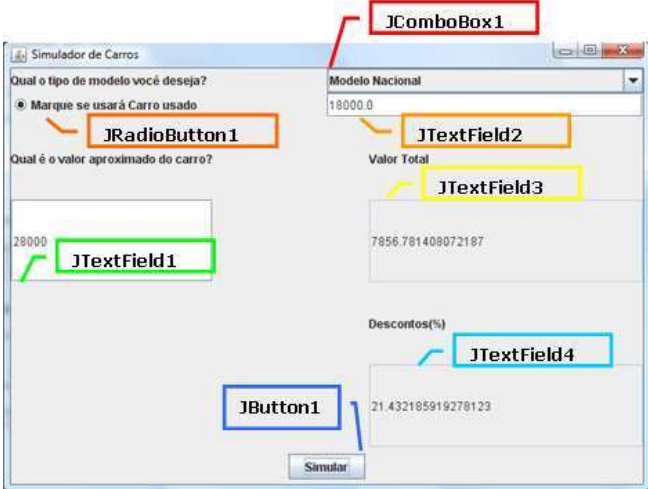 JComboBox1
Simulador de Carros
Qual o tipo de modelo você deseja?
Modelo Nacional
Marque se usará Carro usado
18000.0
JRadioButton1
JTextField2
Qual é o valor aproximado do carro?
Valor Total
JTextField3
28000
7856.781408072187
JTextField1
Descontos(%)
JTextField4
JButton1
21.432185919278123
Simular